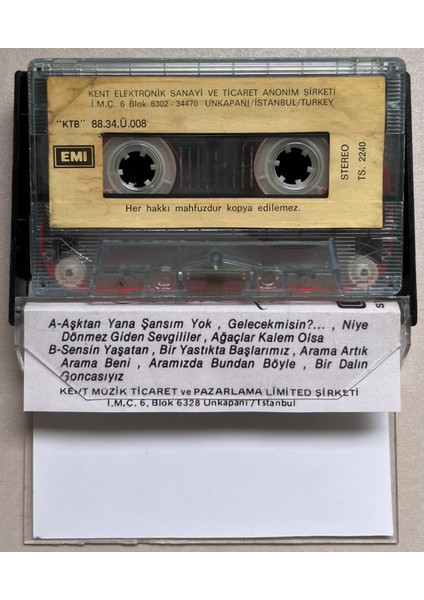 KENT ELEKTRONİK SANAYİ VE TİCARET ANONİM ŞİRKETİ
İ.M.Ç. 6 Blok 6302 - 34470 UNKAPANI/İSTANBUL/TURKEY
"KTB" 88.34.Ü.008
EMI
STEREO
TS. 2240
Her hakkı mahfuzdur kopya edilemez.
A-Aşktan Yana Şansım Yok , Gelecekmisin?... , Niye
Dönmez Giden Sevgililer , Ağaçlar Kalem Olsa
B-Sensin Yaşatan , Bir Yastıkta Başlarımız , Arama Artık
Arama Beni , Aramızda Bundan Böyle , Bir Dalın
Goncasıyız
KENT MÜZİK TİCARET ve PAZARLAMA LİMİTED ŞİRKETİ
İ.M.Ç. 6, Blok 6328 Unkapanı / İstanbul